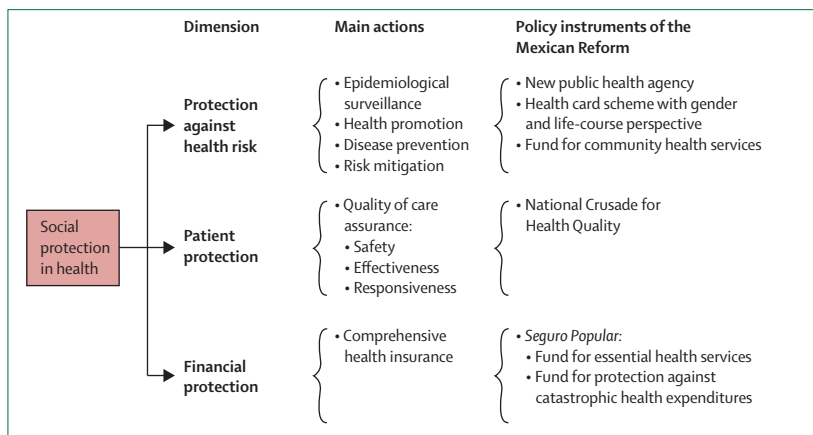 Dimension
Main actions
Policy instruments of the
Mexican Reform
Protection
against
health risk
• Epidemiological
surveillance
• Health promotion
• Disease prevention
• Risk mitigation
• New public health agency
• Health card scheme with gender
and life-course perspective
• Fund for community health services
Social
protection
in health
Patient
protection
• Quality of care
assurance:
• Safety
• Effectiveness
• Responsiveness
• National Crusade for
Health Quality
Financial
protection
• Comprehensive
health insurance
• Seguro Popular:
• Fund for essential health services
• Fund for protection against
catastrophic health expenditures